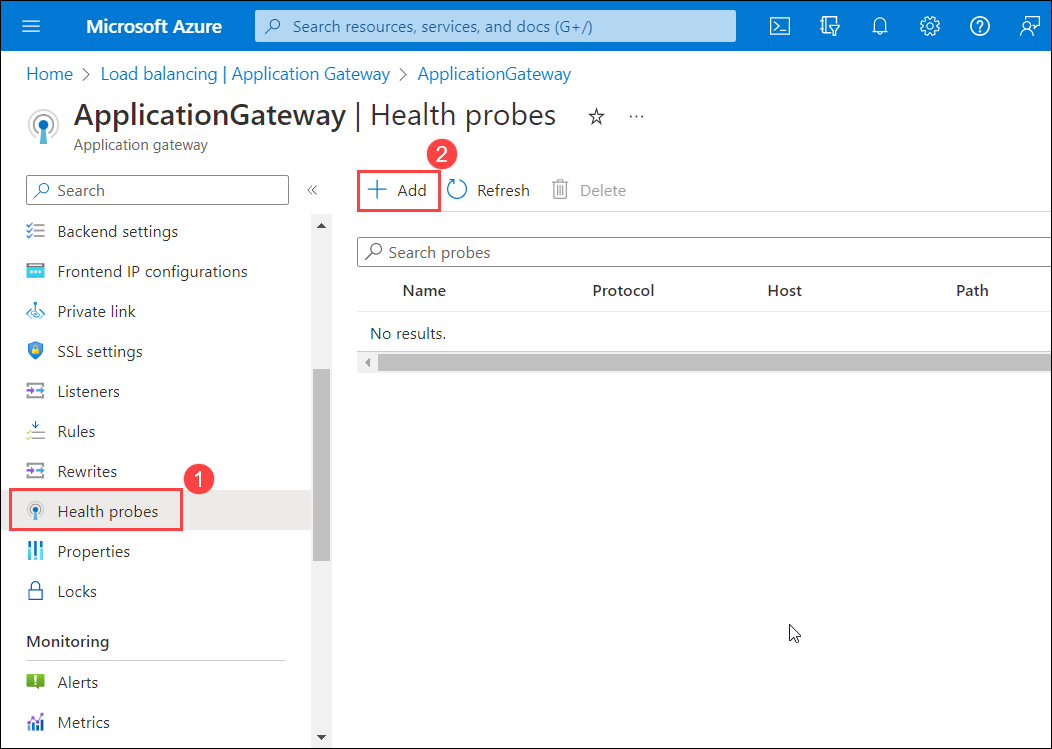 Microsoft Azure
Search resources, services, and docs (G+/)
Home > Load balancing | Application Gateway > ApplicationGateway
ApplicationGateway | Health probes
Application gateway
2
Search
«
Add
Refresh
Delete
Backend settings
Frontend IP configurations
Private link
SSL settings
Listeners
Rules
Rewrites
1
Health probes
Properties
Locks
Monitoring
Alerts
Metrics
Search probes
Name Protocol Host Path
No results.